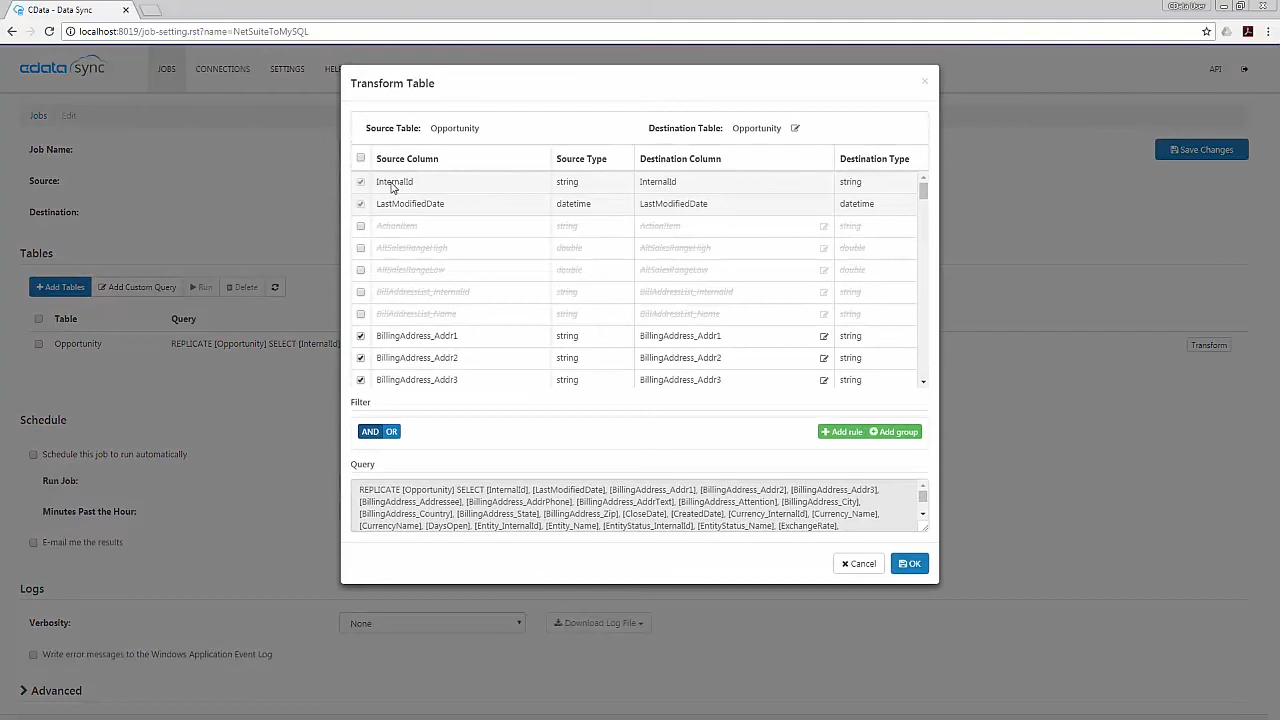 CData - Data Sync
CData User
localhost:8019/job-setting.rst?name=NetSuiteToMySQL
cdata sync
JOBS
CONNECTIONS
SETTINGS
HEL
API
Jobs
Edit
Job Name:
Source:
Destination:
Save Changes
Tables
Add Tables
Add Custom Query
Run
Delete
Table
Query
Opportunity
REPLICATE [Opportunity] SELECT [InternalId]
Transform
Schedule
Schedule this job to run automatically
Run Job:
Minutes Past the Hour:
E-mail me the results
Logs
Verbosity:
None
Download Log File
Write error messages to the Windows Application Event Log
Advanced
Transform Table
×
Source Table: Opportunity
Destination Table: Opportunity
Source Column Source Type Destination Column Destination Type
InternalId string InternalId string
LastModifiedDate datetime LastModifiedDate datetime
ActionItem string ActionItem string
AltSalesRangeHigh double AltSalesRangeHigh double
AltSalesRangeLow double AltSalesRangeLow double
BillAddressList_InternalId string BillAddressList_InternalId string
BillAddressList_Name string BillAddressList_Name string
BillingAddress_Addr1 string BillingAddress_Addr1 string
BillingAddress_Addr2 string BillingAddress_Addr2 string
BillingAddress_Addr3 string BillingAddress_Addr3 string
Filter
AND OR
Add rule
Add group
Query
REPLICATE [Opportunity] SELECT [InternalId], [LastModifiedDate], [BillingAddress_Addr1], [BillingAddress_Addr2], [BillingAddress_Addr3],
[BillingAddress_Addressee], [BillingAddress_AddrPhone], [BillingAddress_AddrText], [BillingAddress_Attention], [BillingAddress_City],
[BillingAddress_Country], [BillingAddress_State], [BillingAddress_Zip], [CloseDate], [CreatedDate], [Currency_InternalId], [Currency_Name],
[CurrencyName], [DaysOpen], [Entity_InternalId], [Entity_Name], [EntityStatus_InternalId], [EntityStatus_Name], [ExchangeRate],
Cancel
OK